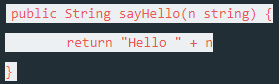 public String sayHello(n string) {
return "Hello " + n
}